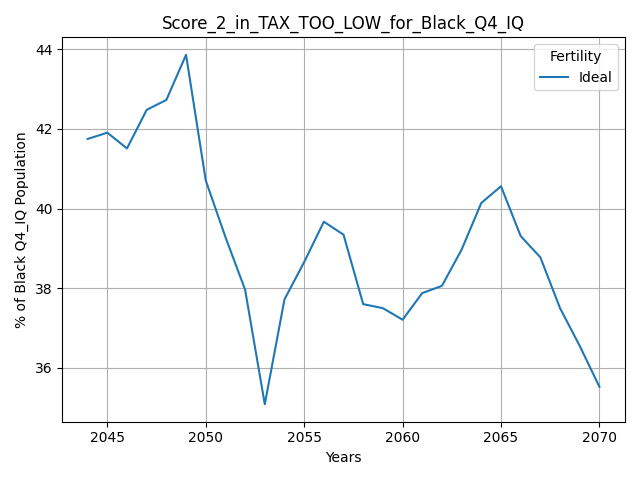 Score_2_in_TAX_TOO_LOW_for_Black_Q4_IQ
Fertility
Ideal
% of Black Q4_IQ Population
44
42
40
38
36
2045 2050 2055 2060 2065 2070
Years